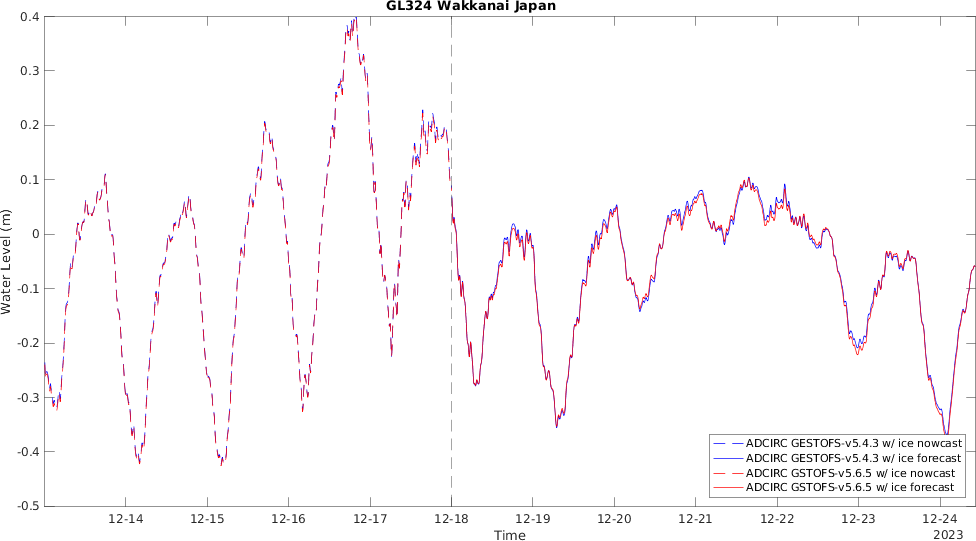 GL324 Wakkanai Japan
0.4
0.3
0.2
0.1
0
-0.1
-0.2
-0.3
-0.4
-0.5
Water Level (m)
ADCIRC GESTOFS-v5.4.3 w/ ice nowcast
ADCIRC GESTOFS-v5.4.3 w/ ice forecast
ADCIRC GSTOFS-v5.6.5 w/ ice nowcast
ADCIRC GSTOFS-v5.6.5 w/ ice forecast
12-14 12-15 12-16 12-17 12-18 12-19 12-20 12-21 12-22 12-23 12-24
Time
2023